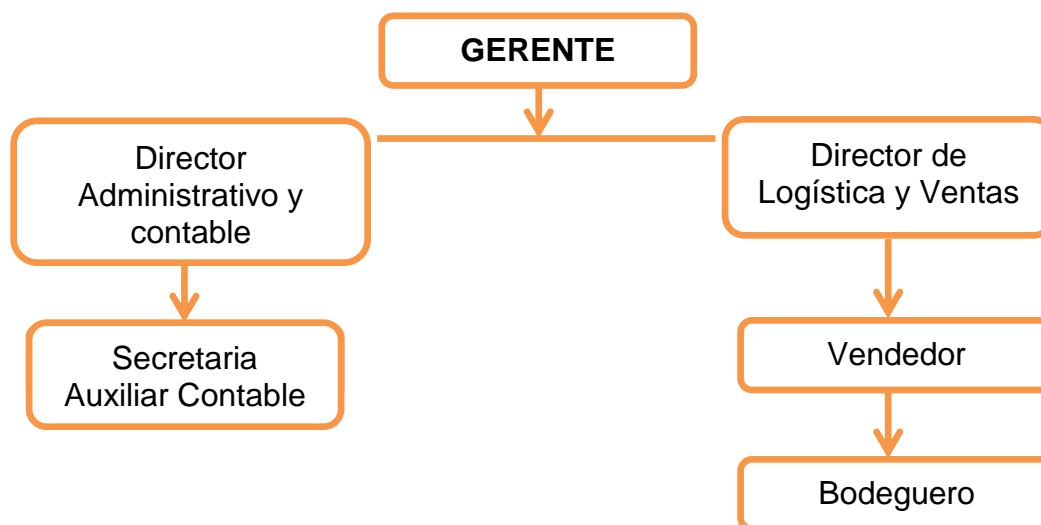 GERENTE
Director
Administrativo y
contable
Director de
Logística y Ventas
Secretaria
Auxiliar Contable
Vendedor
Bodeguero